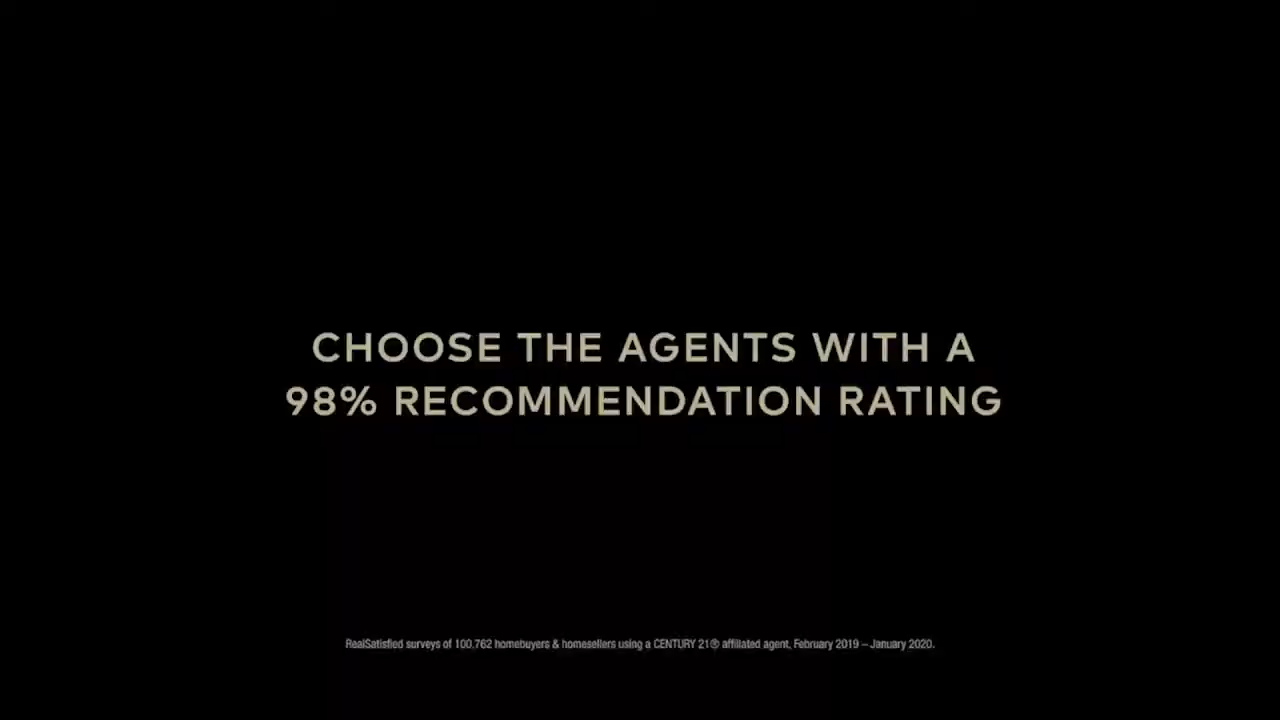 CHOOSE THE AGENTS WITH A
98% RECOMMENDATION RATING
RealSatisfied surveys of 100,762 homebuyers & homesellers using a CENTURY 21® affiliated agent, February 2019 – January 2020.